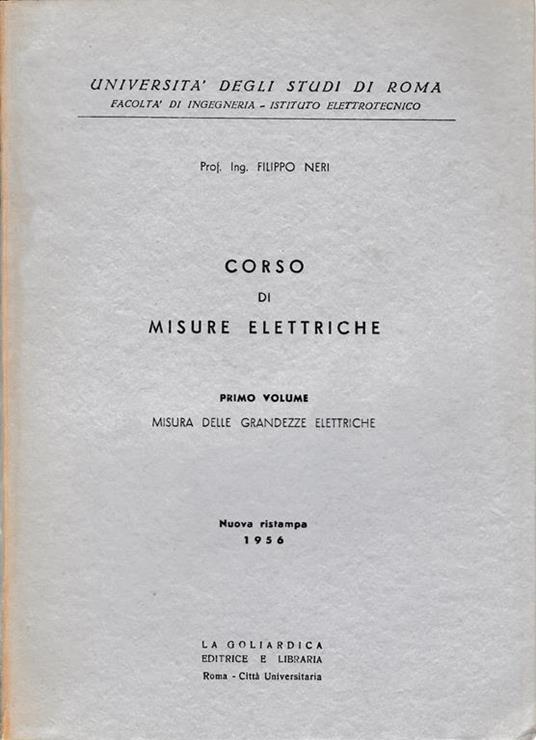 UNIVERSITA' DEGLI STUDI DI ROMA
FACOLTA' DI INGEGNERIA - ISTITUTO ELETTROTECNICO
Prof. Ing. FILIPPO NERI
CORSO
DI
MISURE ELETTRICHE
PRIMO VOLUME
MISURA DELLE GRANDEZZE ELETTRICHE
Nuova ristampa
1956
LA GOLIARDICA
EDITRICE E LIBRARIA
Roma - Città Universitaria